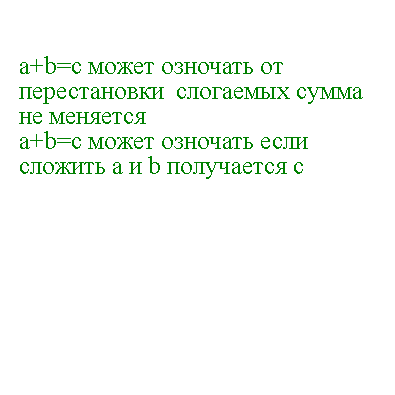 a+b=c может озночать от
перестановки  слогаемых сумма
не меняется
a+b=c может озночать если
сложить a и b получается c